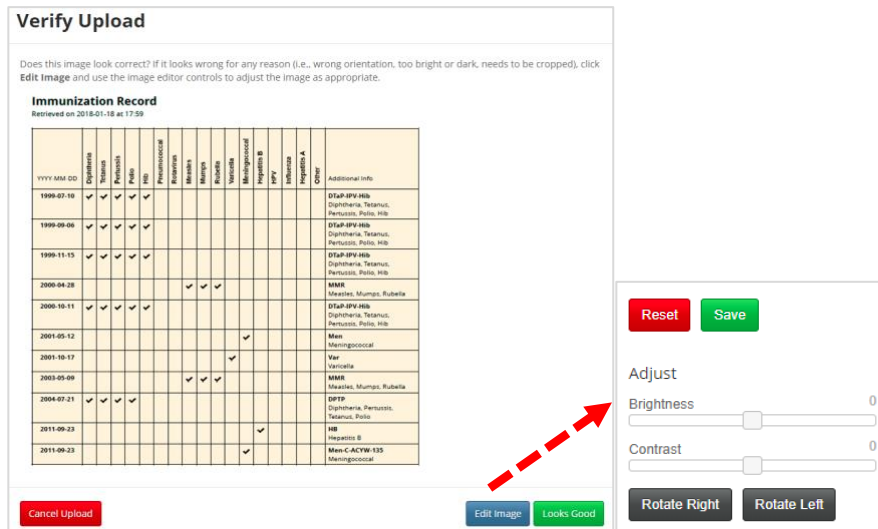 Verify Upload
Does this image look correct? If it looks wrong for any reason (i.e., wrong orientation, too bright or dark, needs to be cropped), click
Edit Image and use the image editor controls to adjust the image as appropriate.
Immunization Record
Retrieved on 2018-01-18 at 17:59
YYYY-MM-DD Diphtheria Tetanus Pertussis Polio Hib Pneumococcal Rotavirus Measles Mumps Rubella Varicella Meningococcal Hepatitis B HPV Influenza Hepatitis A Other Additional Info
1999-07-10 ✔ ✔ ✔ ✔ ✔ DTaP-IPV-Hib
Diphtheria, Tetanus,
Pertussis, Polio, Hib
1999-09-06 ✔ ✔ ✔ ✔ ✔ DTaP-IPV-Hib
Diphtheria, Tetanus,
Pertussis, Polio, Hib
1999-11-15 ✔ ✔ ✔ ✔ ✔ DTaP-IPV-Hib
Diphtheria, Tetanus,
Pertussis, Polio, Hib
2000-04-28 ✔ ✔ ✔ MMR
Measles, Mumps, Rubella
2000-10-11 ✔ ✔ ✔ ✔ ✔ DTaP-IPV-Hib
Diphtheria, Tetanus,
Pertussis, Polio, Hib
2001-05-12 ✔ Men
Meningococcal
2001-10-17 ✔ Var
Varicella
2003-05-09 ✔ ✔ ✔ MMR
Measles, Mumps, Rubella
2004-07-21 ✔ ✔ ✔ ✔ DPTP
Diphtheria, Pertussis,
Tetanus, Polio
2011-09-23 ✔ HB
Hepatitis B
2011-09-23 ✔ Men-C-ACYW-135
Meningococcal
Cancel Upload Edit Image Looks Good
Reset Save
Adjust
Brightness 0
Contrast 0
Rotate Right Rotate Left